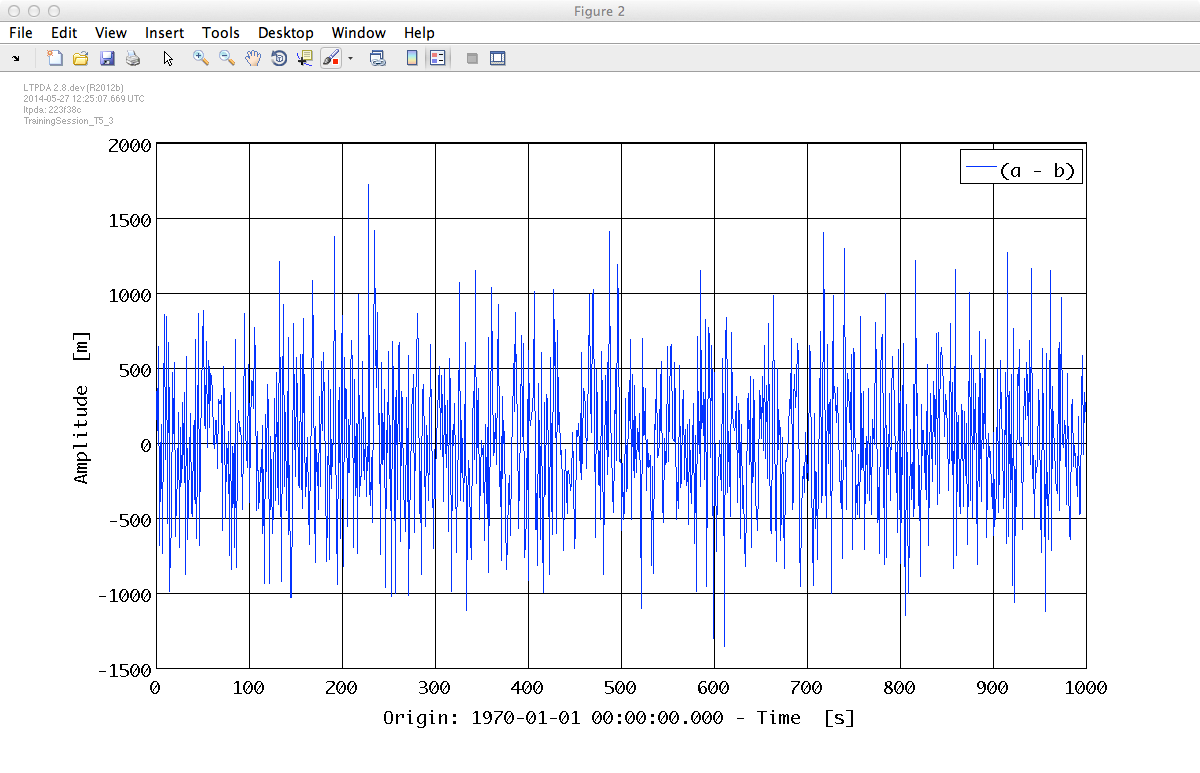 Figure 2
File Edit View Insert Tools Desktop Window Help
LTPDA 2.8.dev (R2012b)
2014-05-27 12:25:07.669 UTC
ltpda: 223f38c
TrainingSession_T5_3
2000
1500
1000
500
0
-500
-1000
-1500
Amplitude [m]
(a - b)
0 100 200 300 400 500 600 700 800 900 1000
Origin: 1970-01-01 00:00:00.000 - Time [s]